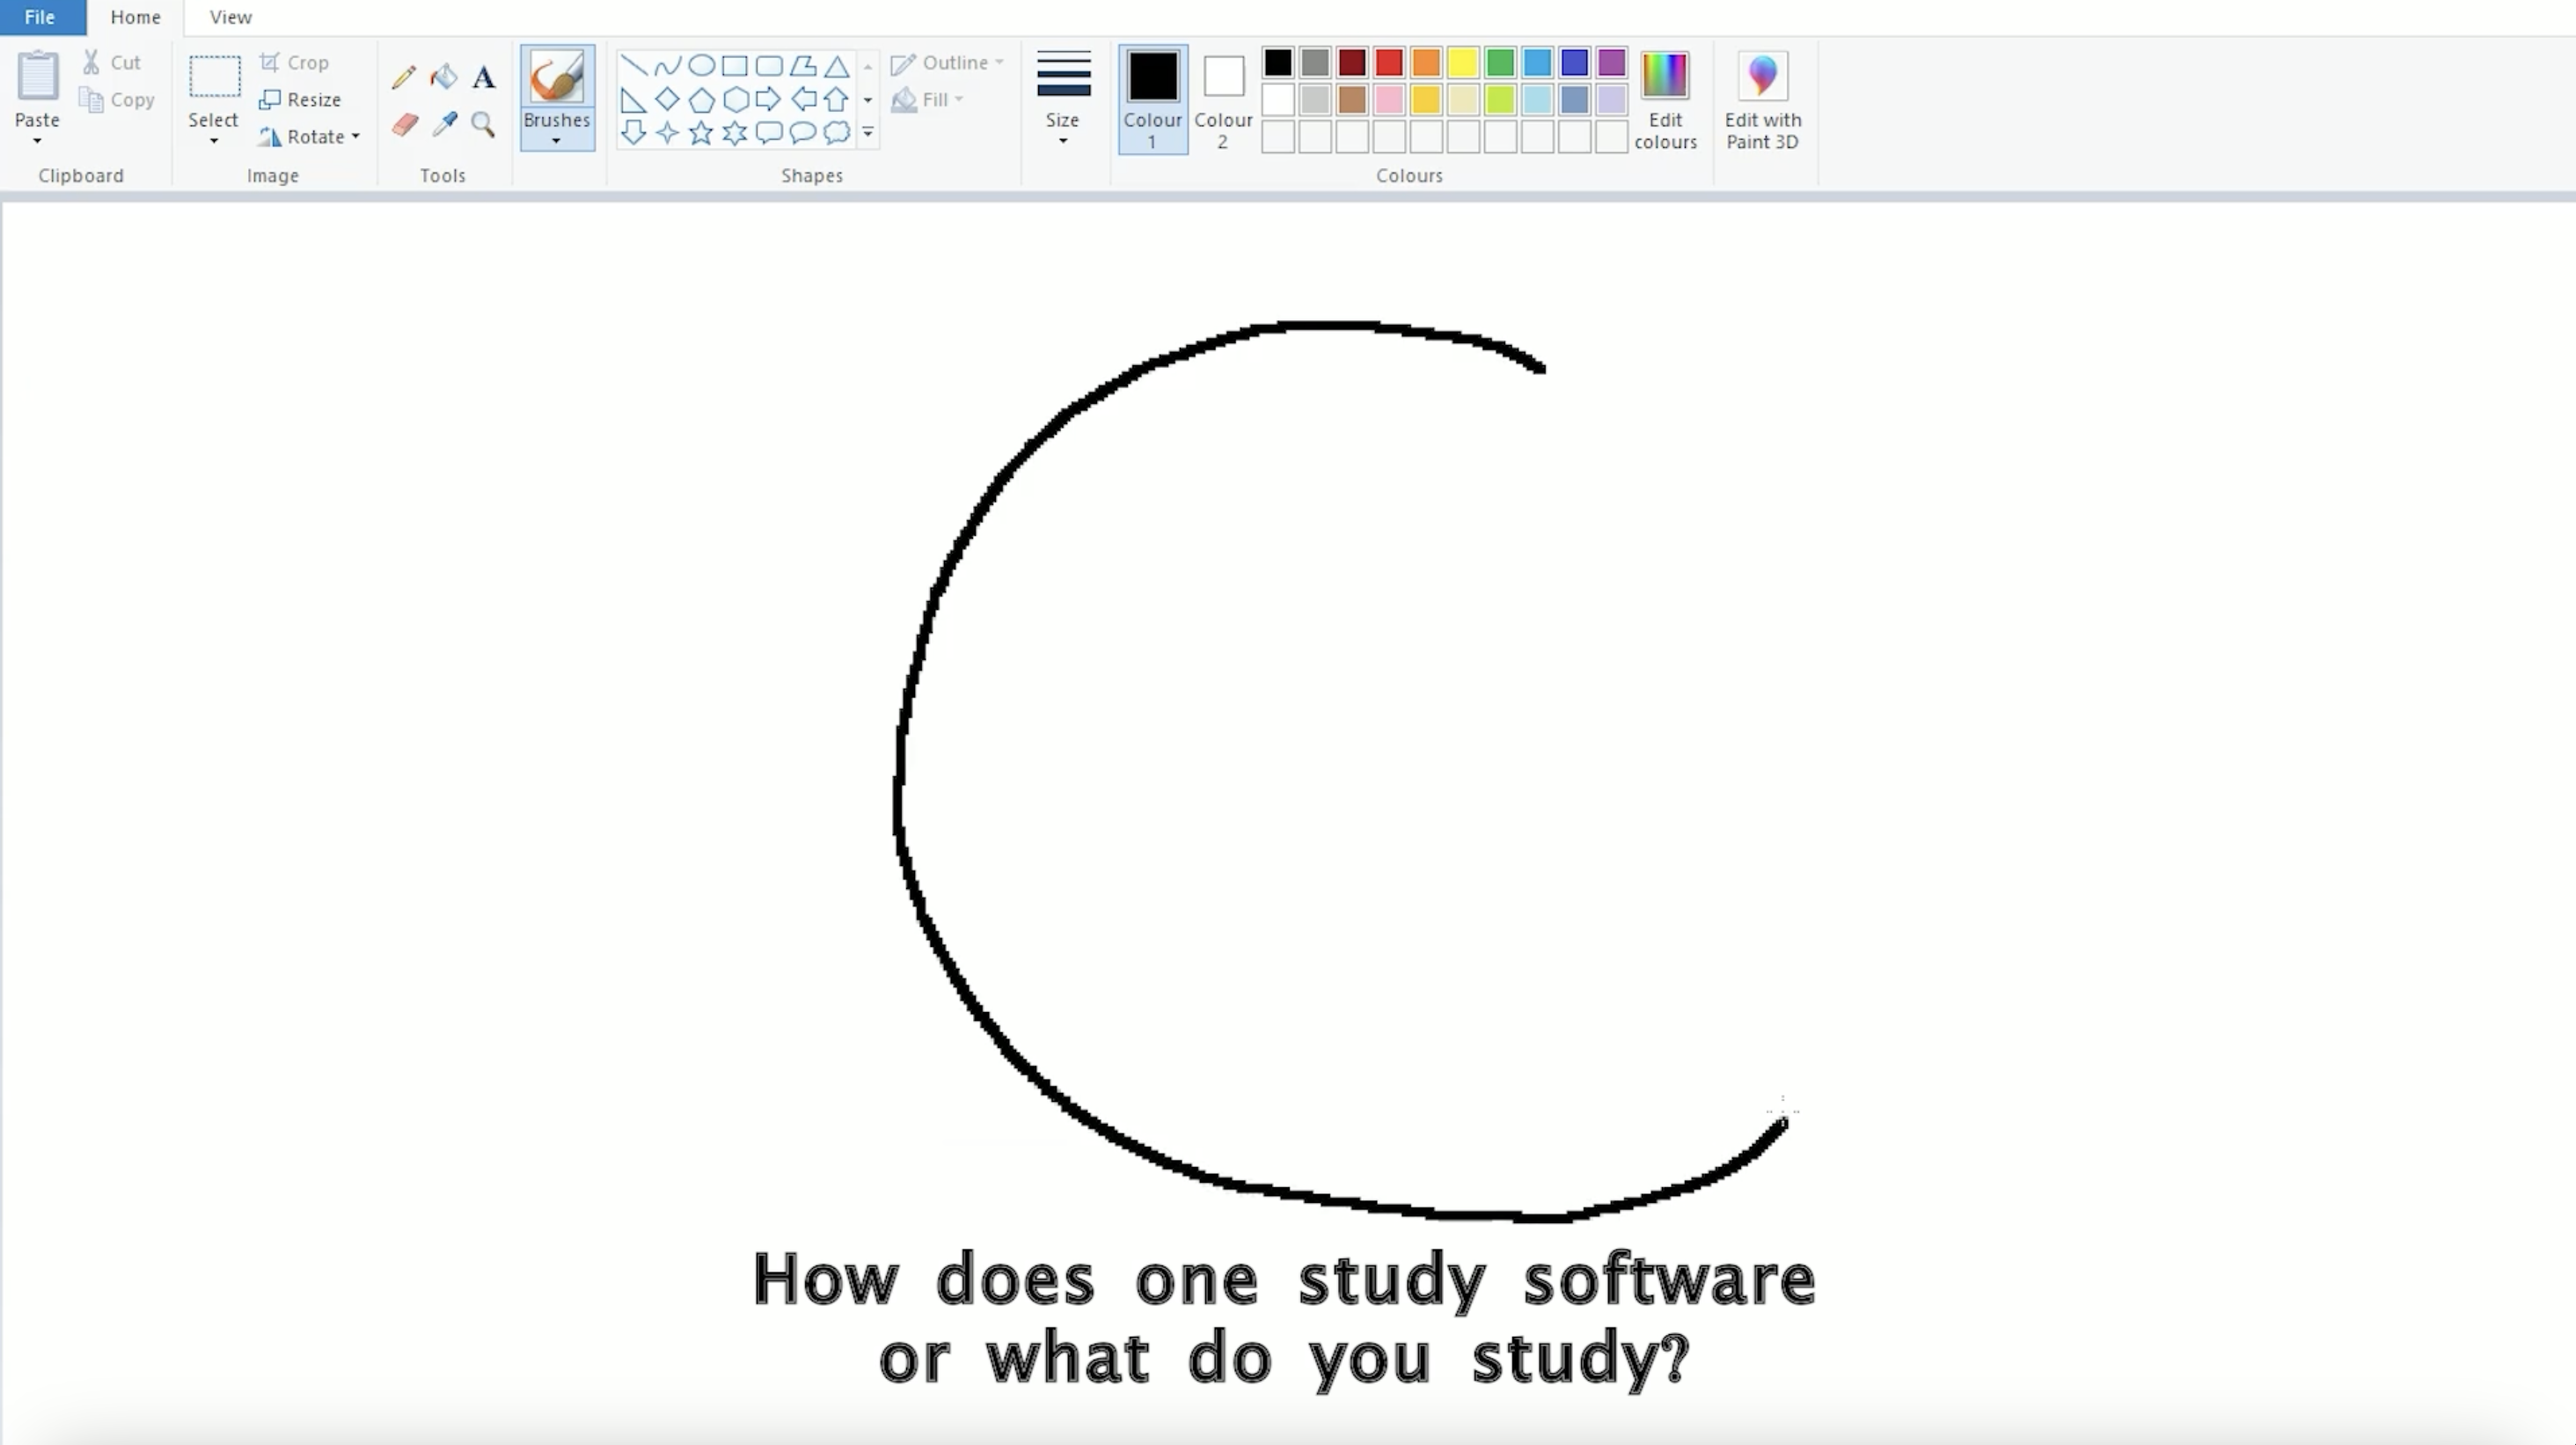 File Home View
Cut Crop Outline
Copy Resize Fill
Paste Select Rotate Brushes Size Colour 1 Colour 2 Edit colours Edit with Paint 3D
Clipboard Image Tools Shapes Colours
How does one study software
or what do you study?